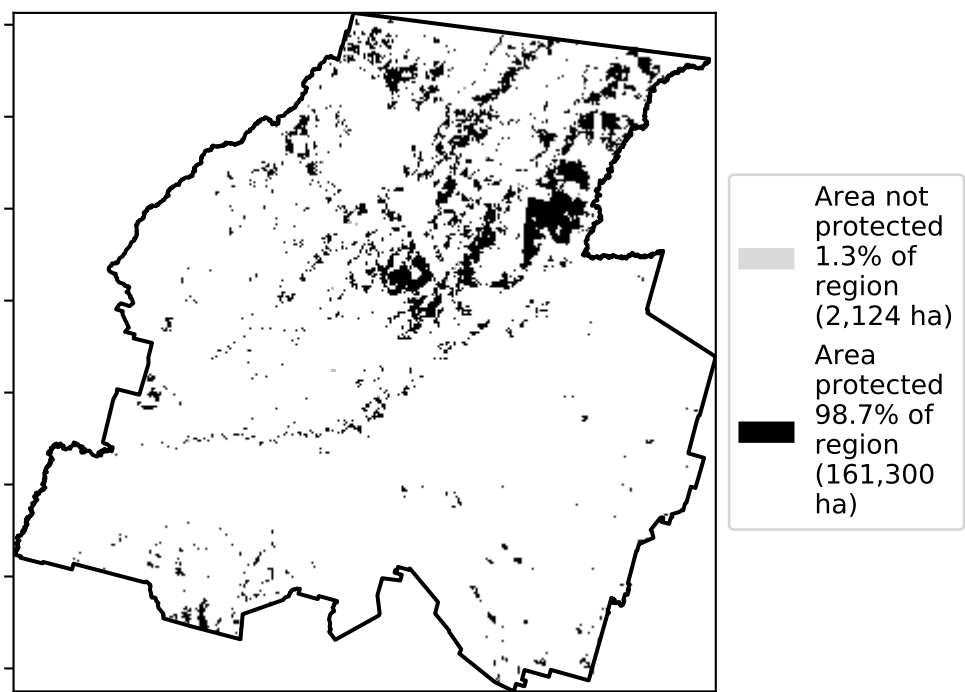 Area not
protected
1.3% of
region
(2,124 ha)
Area
protected
98.7% of
region
(161,300
ha)